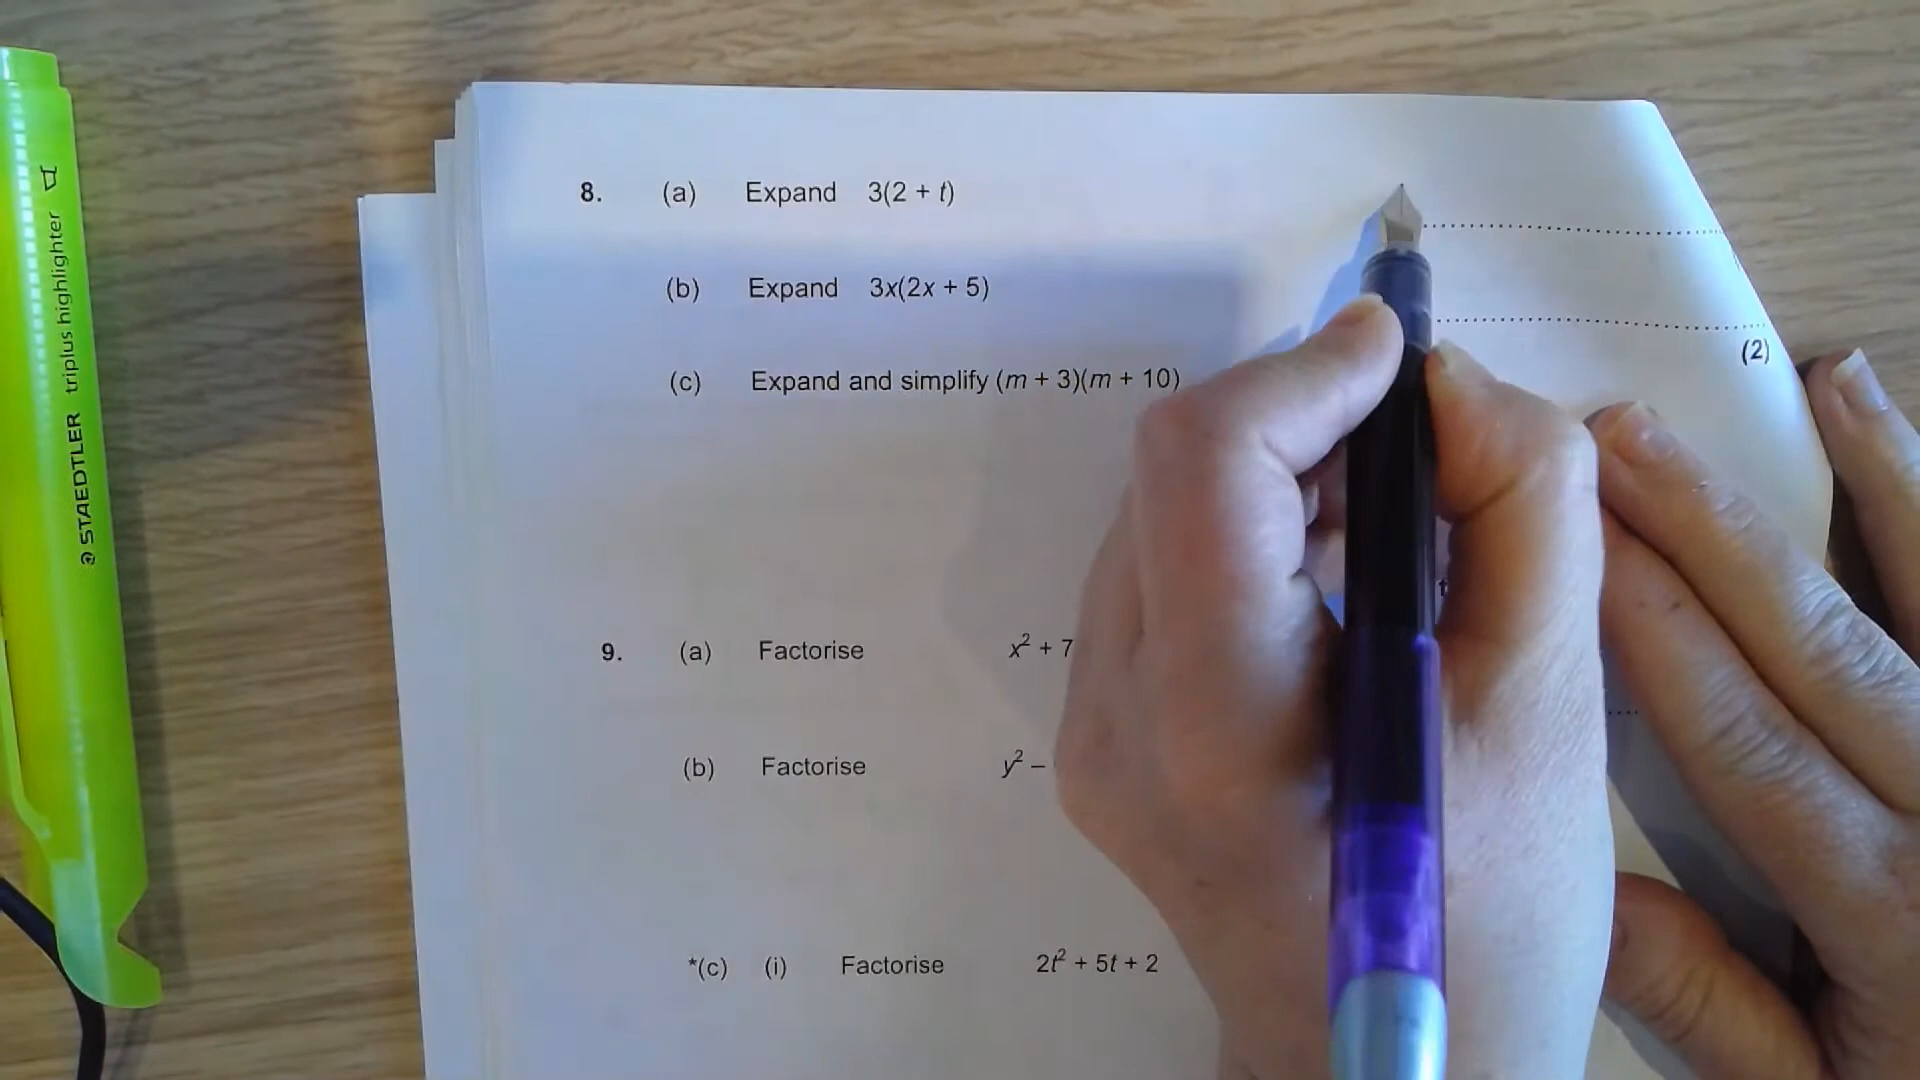 8. (a) Expand 3(2 + t)
(b) Expand 3x(2x + 5)
(2)
(c) Expand and simplify (m + 3)(m + 10)
9. (a) Factorise x² + 7
(b) Factorise y² –
*(c) (i) Factorise 2t² + 5t + 2
STAEDTLER triplus highlighter